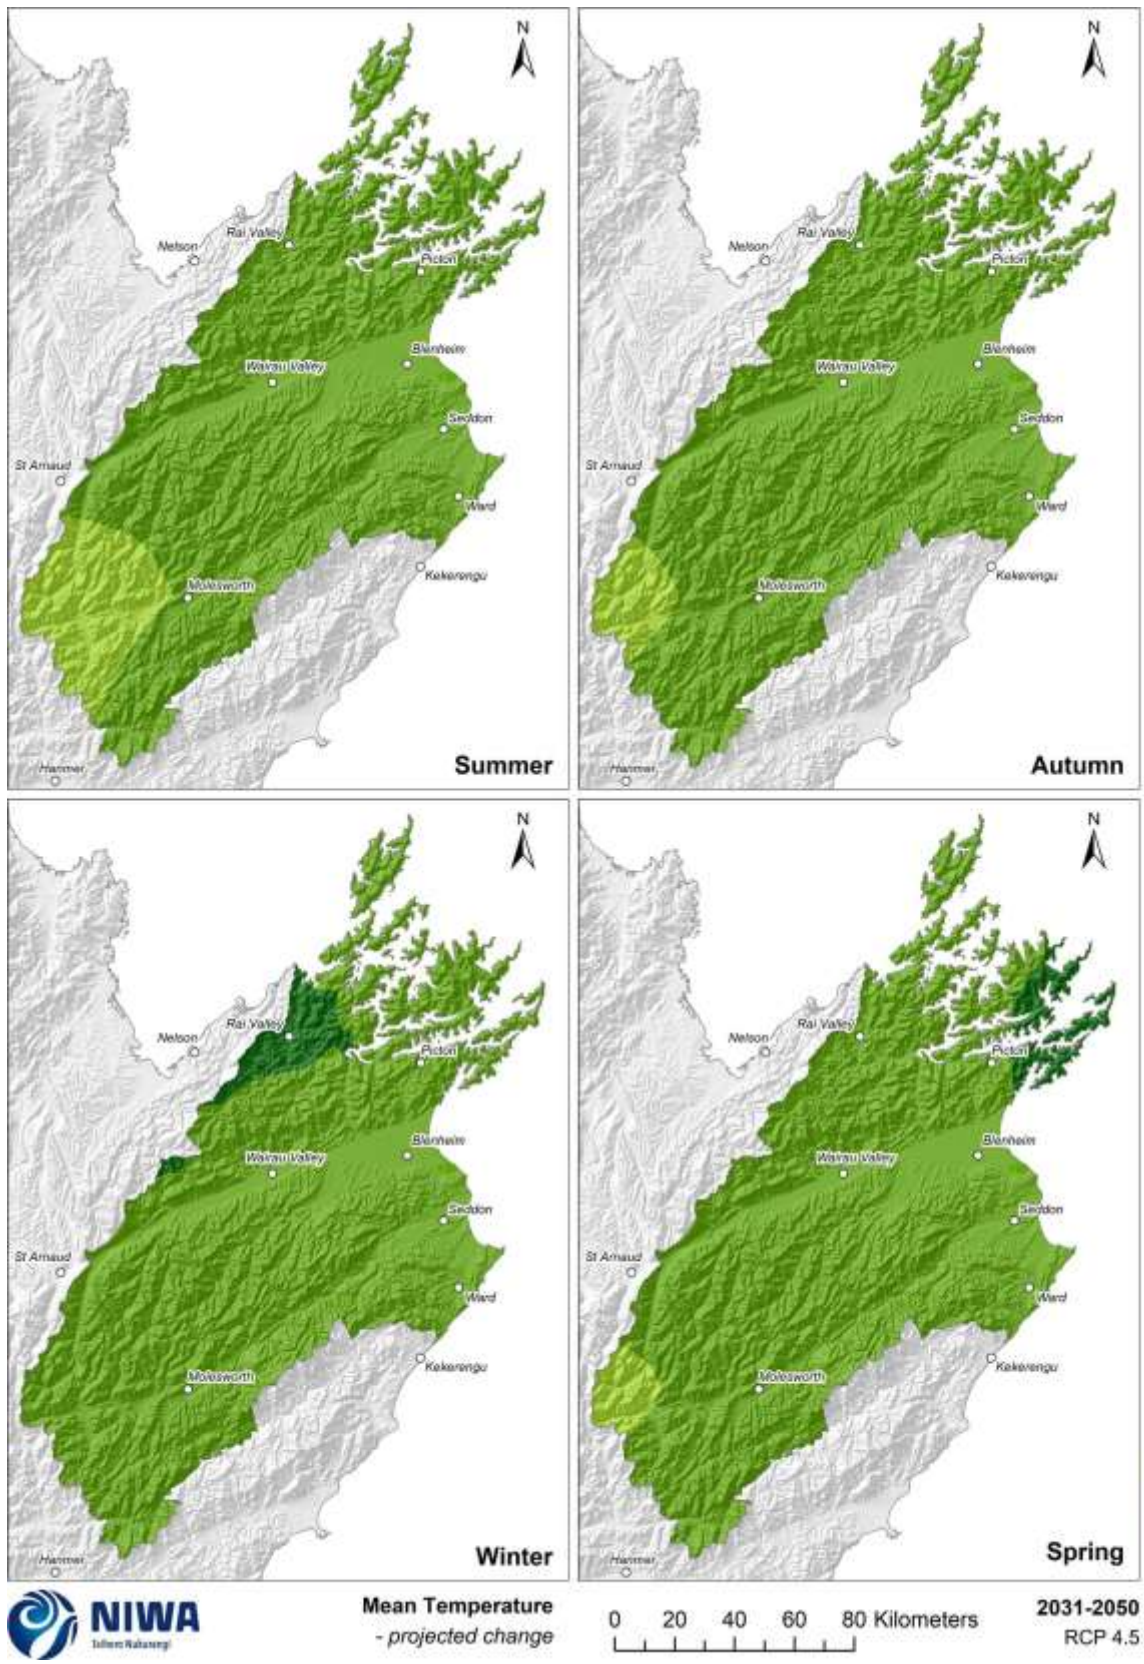 N
Nelson
Rai Valley
Picton
Wairau Valley
Blenheim
Seddon
St Arnaud
Ward
Molesworth
Kekerengu
Hanmer
Summer
N
Nelson
Rai Valley
Picton
Wairau Valley
Blenheim
Seddon
St Arnaud
Ward
Molesworth
Kekerengu
Hanmer
Autumn
N
Nelson
Rai Valley
Picton
Wairau Valley
Blenheim
Seddon
St Arnaud
Ward
Molesworth
Kekerengu
Hanmer
Winter
N
Nelson
Rai Valley
Picton
Wairau Valley
Blenheim
Seddon
St Arnaud
Ward
Molesworth
Kekerengu
Hanmer
Spring
NIWA
Taihoro Nukurangi
Mean Temperature
- projected change
0 20 40 60 80 Kilometers
2031-2050
RCP 4.5